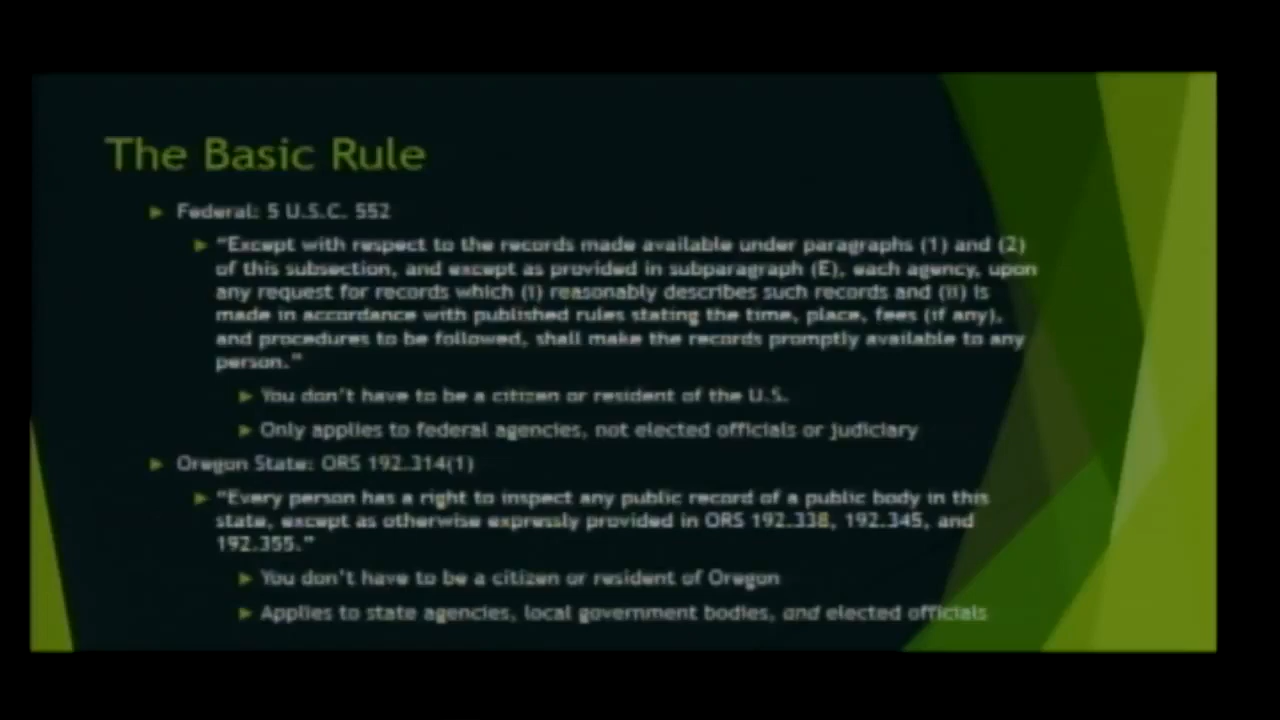 The Basic Rule
Federal: 5 U.S.C. 552
"Except with respect to the records made available under paragraphs (1) and (2)
of this subsection, and except as provided in subparagraph (E), each agency, upon
any request for records which (i) reasonably describes such records and (ii) is
made in accordance with published rules stating the time, place, fees (if any),
and procedures to be followed, shall make the records promptly available to any
person."
You don't have to be a citizen or resident of the U.S.
Only applies to federal agencies, not elected officials or judiciary
Oregon State: ORS 192.314(1)
"Every person has a right to inspect any public record of a public body in this
state, except as otherwise expressly provided in ORS 192.338, 192.345, and
192.355."
You don't have to be a citizen or resident of Oregon
Applies to state agencies, local government bodies, and elected officials